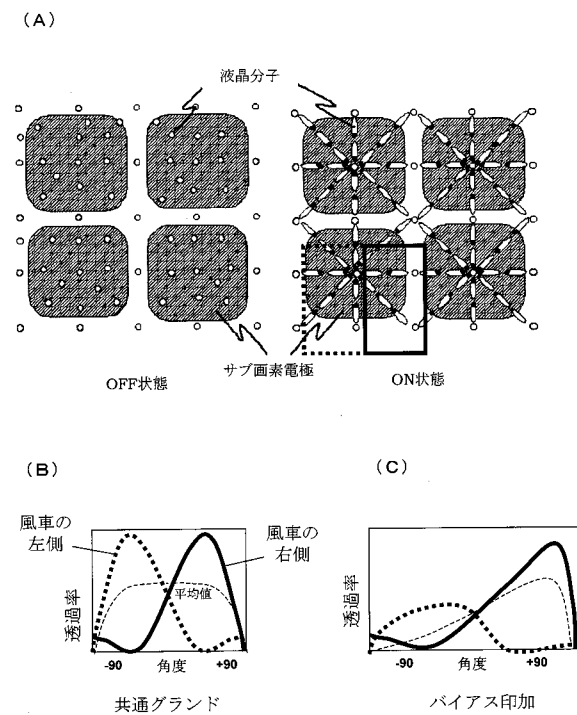 (A)
液晶分子
OFF状態
サブ画素電極
ON状態
(B)
(C)
風車の
左側
風車の
右側
平均値
透過率
-90
角度
+90
共通グランド
透過率
-90
角度
+90
バイアス印加